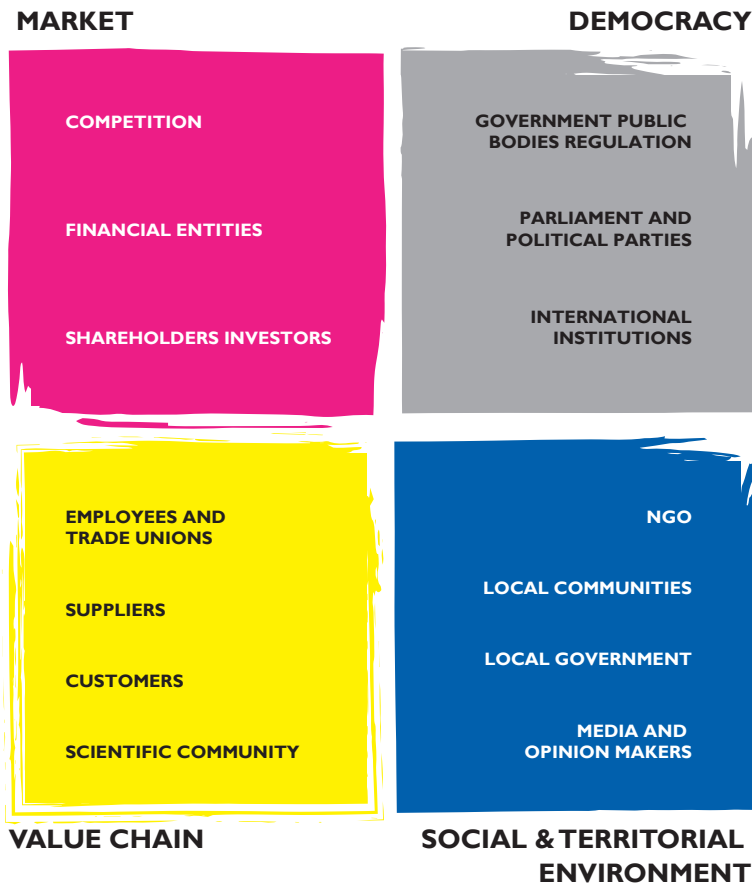 MARKET
COMPETITION
FINANCIAL ENTITIES
SHAREHOLDERS INVESTORS
DEMOCRACY
GOVERNMENT PUBLIC
BODIES REGULATION
PARLIAMENT AND
POLITICAL PARTIES
INTERNATIONAL
INSTITUTIONS
EMPLOYEES AND
TRADE UNIONS
SUPPLIERS
CUSTOMERS
SCIENTIFIC COMMUNITY
VALUE CHAIN
NGO
LOCAL COMMUNITIES
LOCAL GOVERNMENT
MEDIA AND
OPINION MAKERS
SOCIAL & TERRITORIAL
ENVIRONMENT